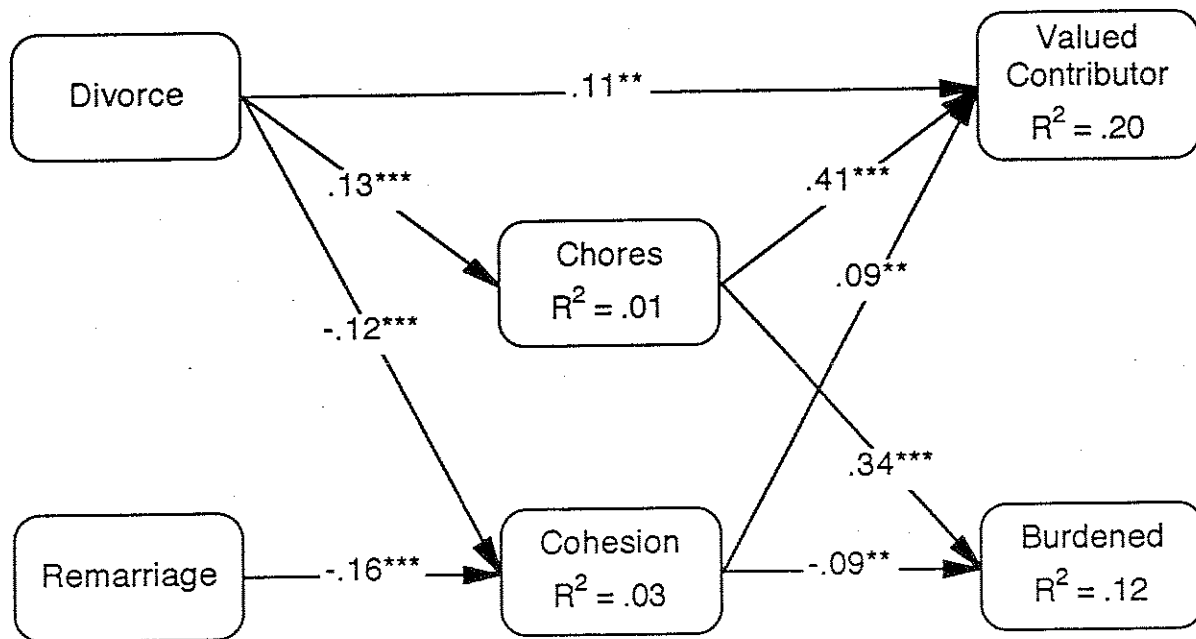 Divorce
.11**
Valued
Contributor
R² = .20
.13***
.41***
Chores
R² = .01
.09**
-.12***
.34***
Remarriage
-.16***
Cohesion
R² = .03
-.09**
Burdened
R² = .12